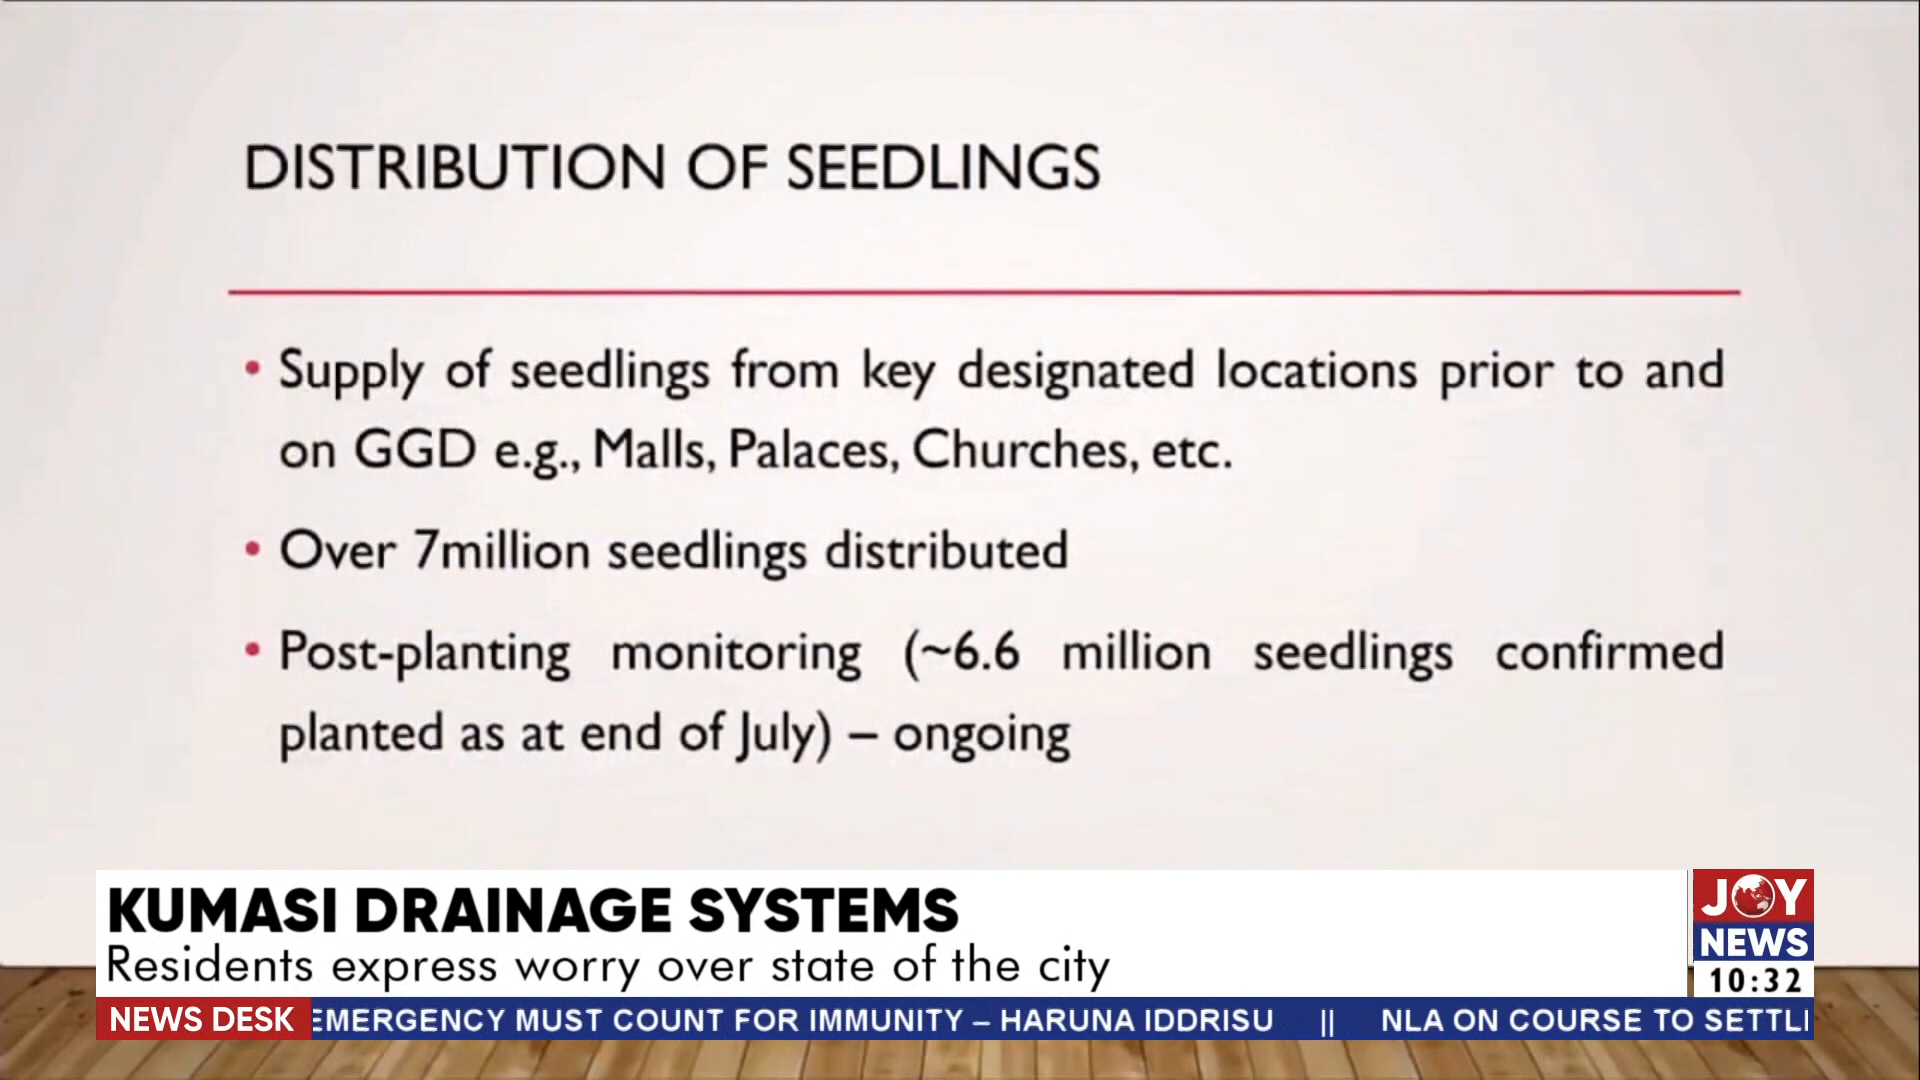 DISTRIBUTION OF SEEDLINGS
• Supply of seedlings from key designated locations prior to and
on GGD e.g., Malls, Palaces, Churches, etc.
• Over 7million seedlings distributed
• Post-planting monitoring (~6.6 million seedlings confirmed
planted as at end of July) – ongoing
KUMASI DRAINAGE SYSTEMS
Residents express worry over state of the city
JOY
NEWS
10:32
NEWS DESK EMERGENCY MUST COUNT FOR IMMUNITY – HARUNA IDDRISU || NLA ON COURSE TO SETTLI